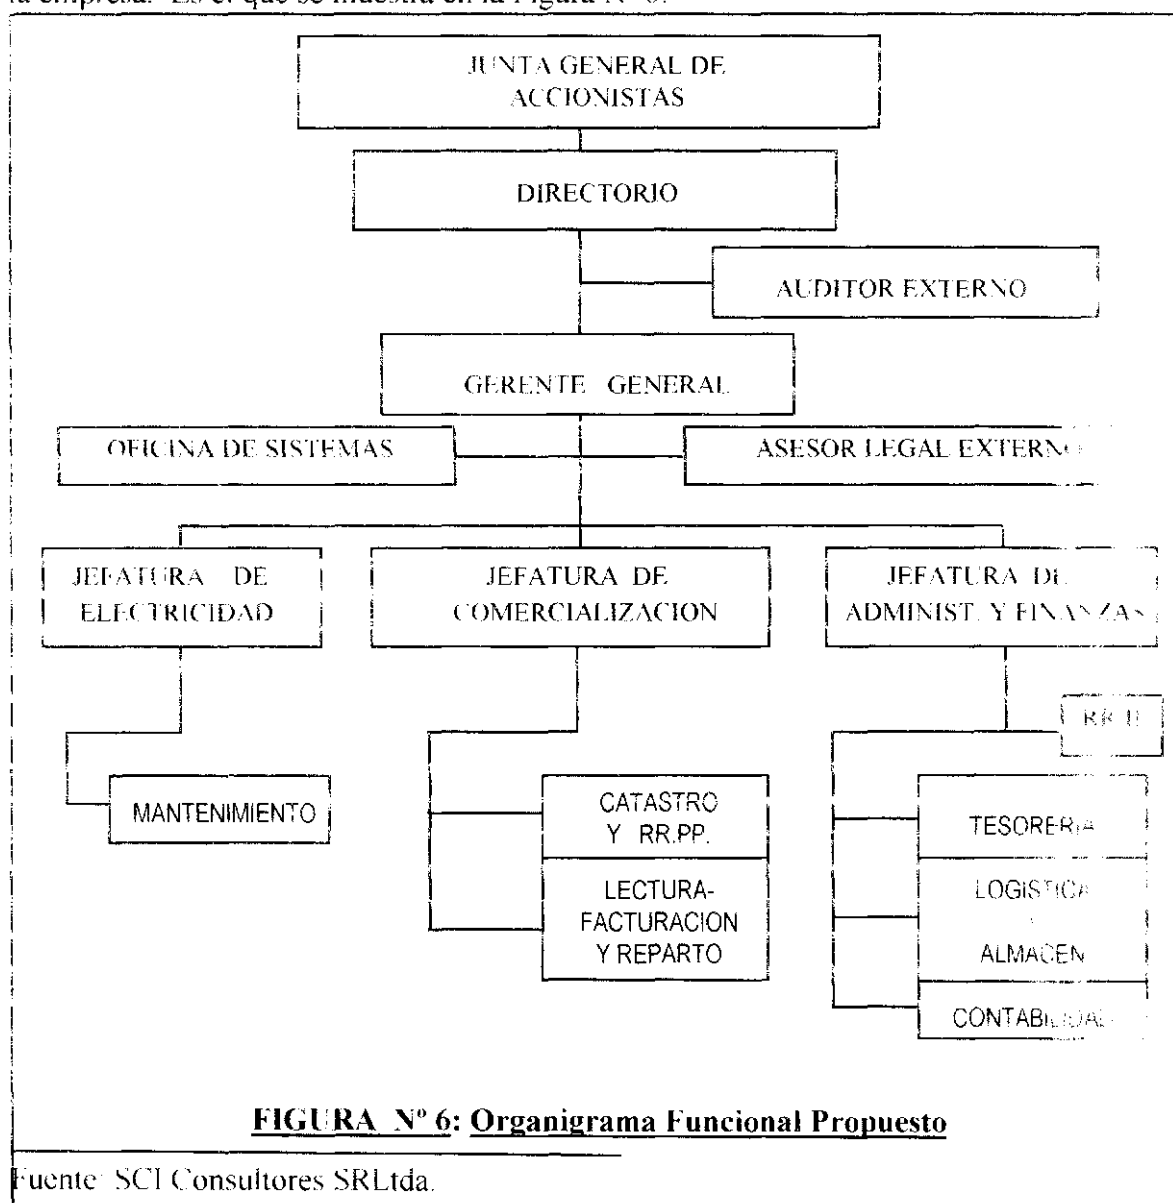 la empresa. Es el que se muestra en la Figura Nº 6.
JUNTA GENERAL DE
ACCIONISTAS
DIRECTORIO
AUDITOR EXTERNO
GERENTE GENERAL
OFICINA DE SISTEMAS
ASESOR LEGAL EXTERNO
JEFATURA DE
ELECTRICIDAD
JEFATURA DE
COMERCIALIZACION
JEFATURA DE
ADMINIST. Y FINANZAS
MANTENIMIENTO
CATASTRO
Y RR.PP.
LECTURA-
FACTURACION
Y REPARTO
TESORERIA
LOGISTICA
ALMACEN
CONTABILIDAD
FIGURA Nº 6: Organigrama Funcional Propuesto
Fuente: SCI Consultores SRLtda.